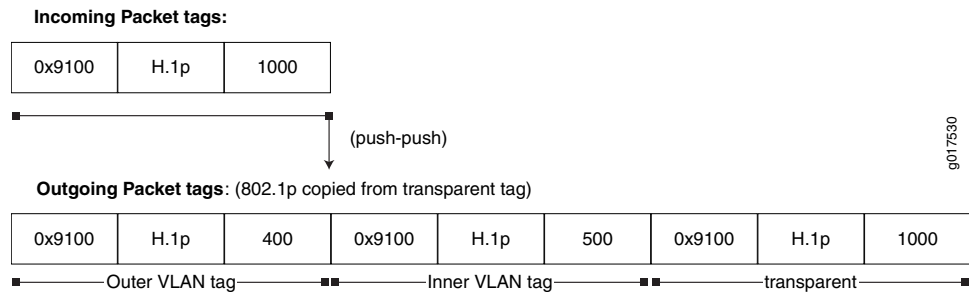 Incoming Packet tags:
0x9100 H.1p 1000
(push-push)
g017530
Outgoing Packet tags: (802.1p copied from transparent tag)
0x9100 H.1p 400 0x9100 H.1p 500 0x9100 H.1p 1000
Outer VLAN tag Inner VLAN tag transparent